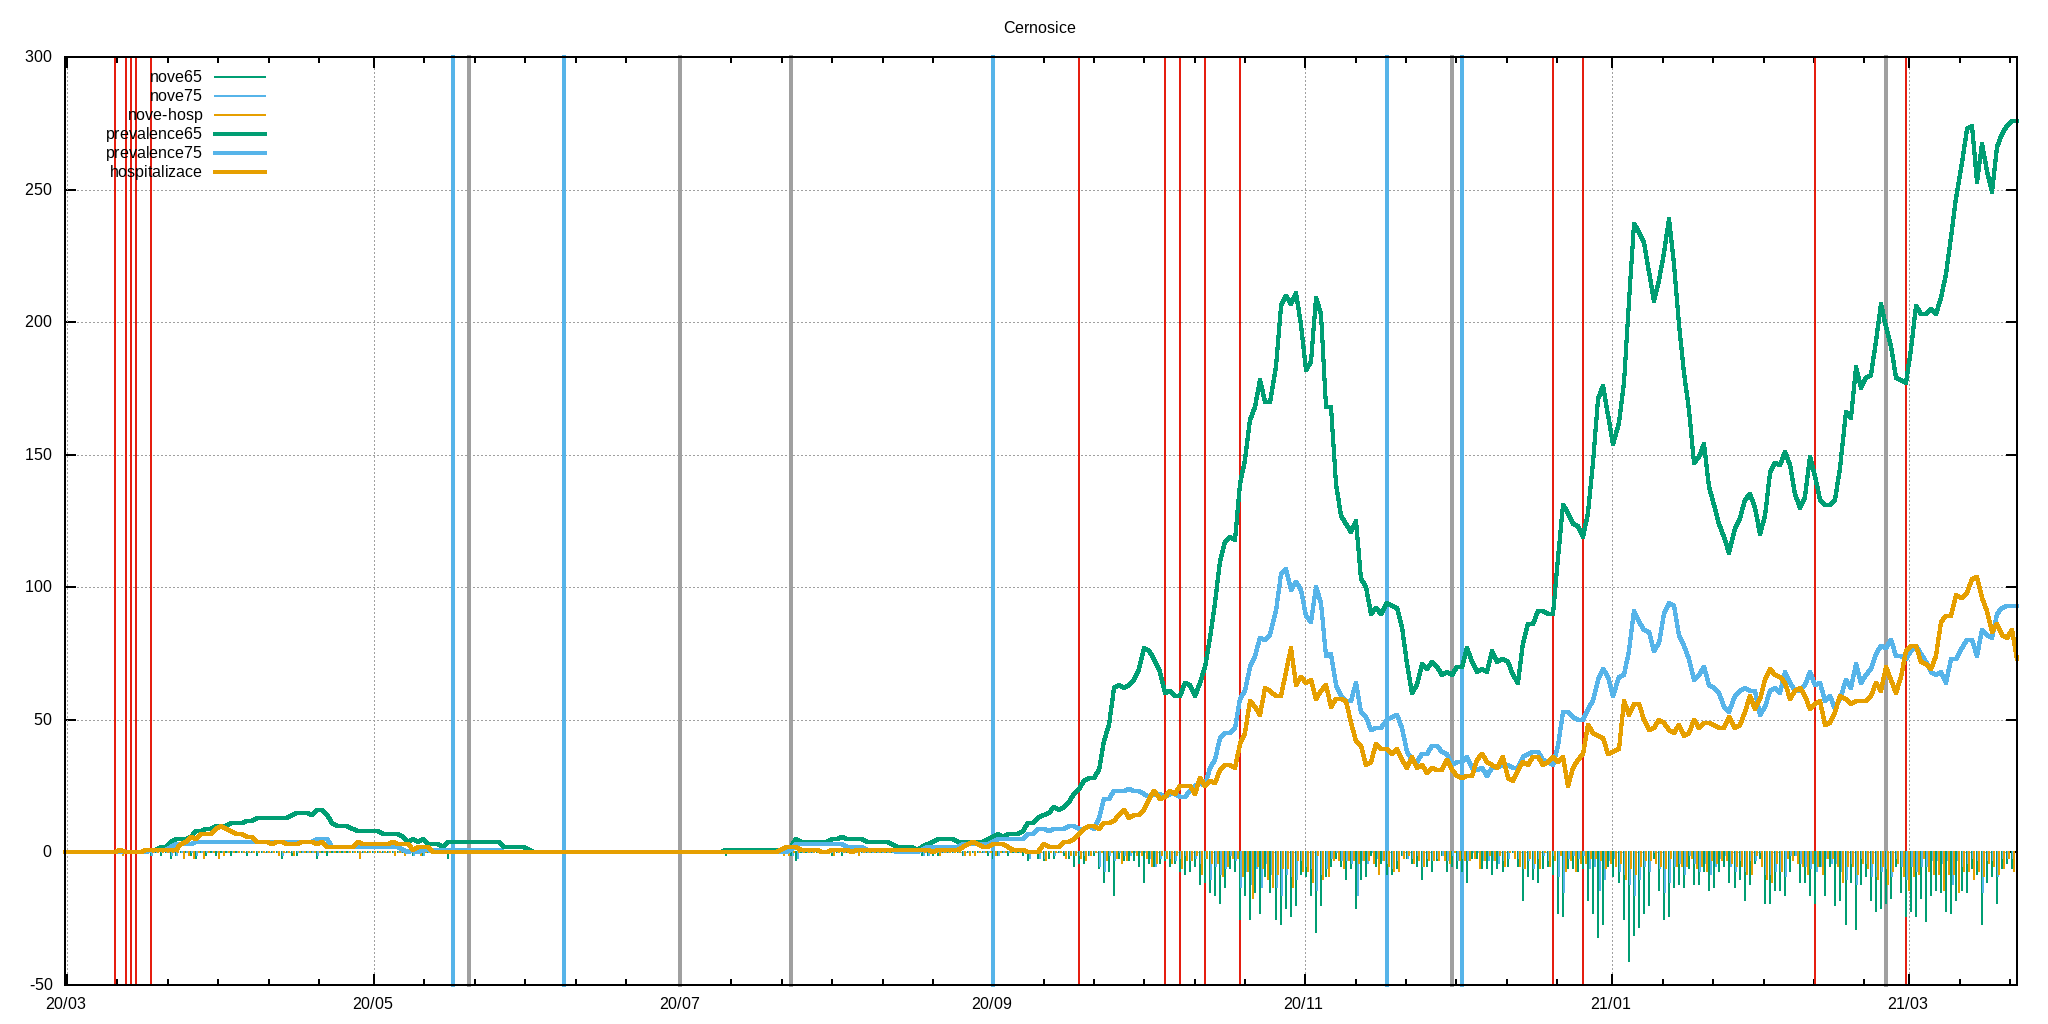 Cernosice
300
250
200
150
100
50
0
-50
nove65
nove75
nove-hosp
prevalence65
prevalence75
hospitalizace
20/03 20/05 20/07 20/09 20/11 21/01 21/03